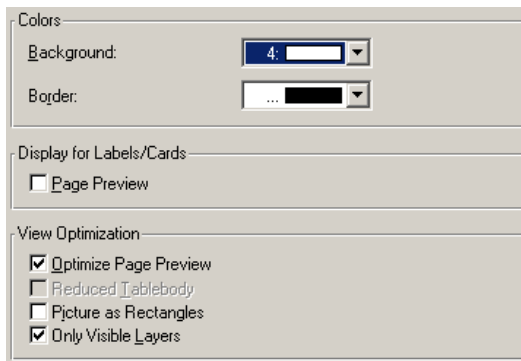 Colors
Background: 4:
Border: ...
Display for Labels/Cards
Page Preview
View Optimization
Optimize Page Preview
Reduced Tablebody
Picture as Rectangles
Only Visible Layers